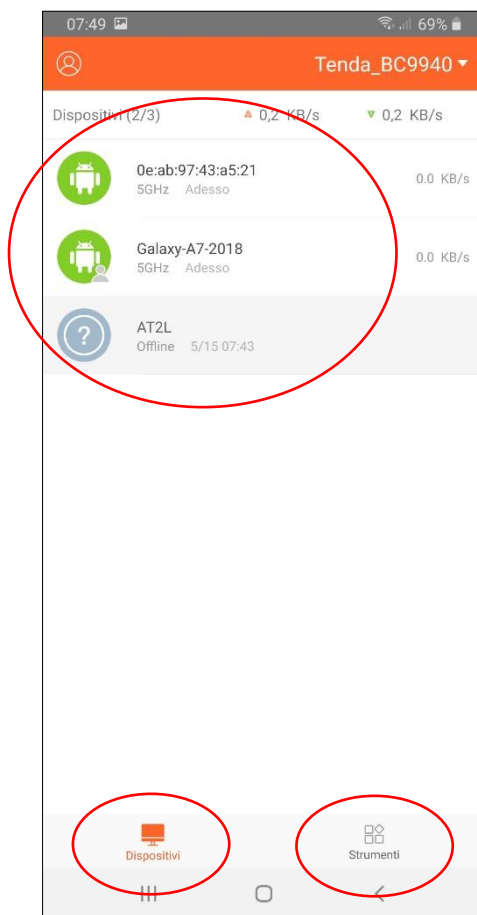 07:49 69%
Tenda_BC9940
Dispositivi (2/3) 0,2 KB/s 0,2 KB/s
0e:ab:97:43:a5:21
5GHz Adesso 0.0 KB/s
Galaxy-A7-2018
5GHz Adesso 0.0 KB/s
?
AT2L
Offline 5/15 07:43
Dispositivi Strumenti